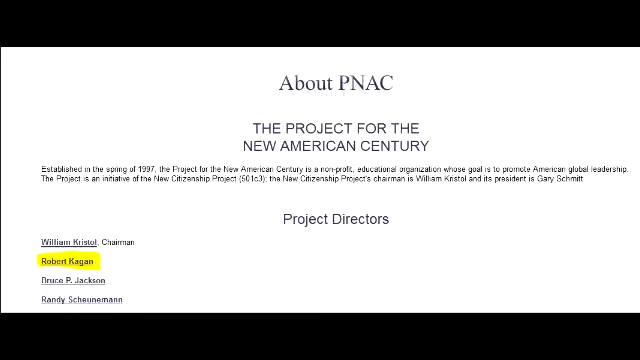 About PNAC
THE PROJECT FOR THE
NEW AMERICAN CENTURY
Established in the spring of 1997, the Project for the New American Century is a non-profit, educational organization whose goal is to promote American global leadership.
The Project is an initiative of the New Citizenship Project (501c3); the New Citizenship Project's chairman is William Kristol and its president is Gary Schmitt
Project Directors
William Kristol, Chairman
Robert Kagan
Bruce P. Jackson
Randy Scheunemann